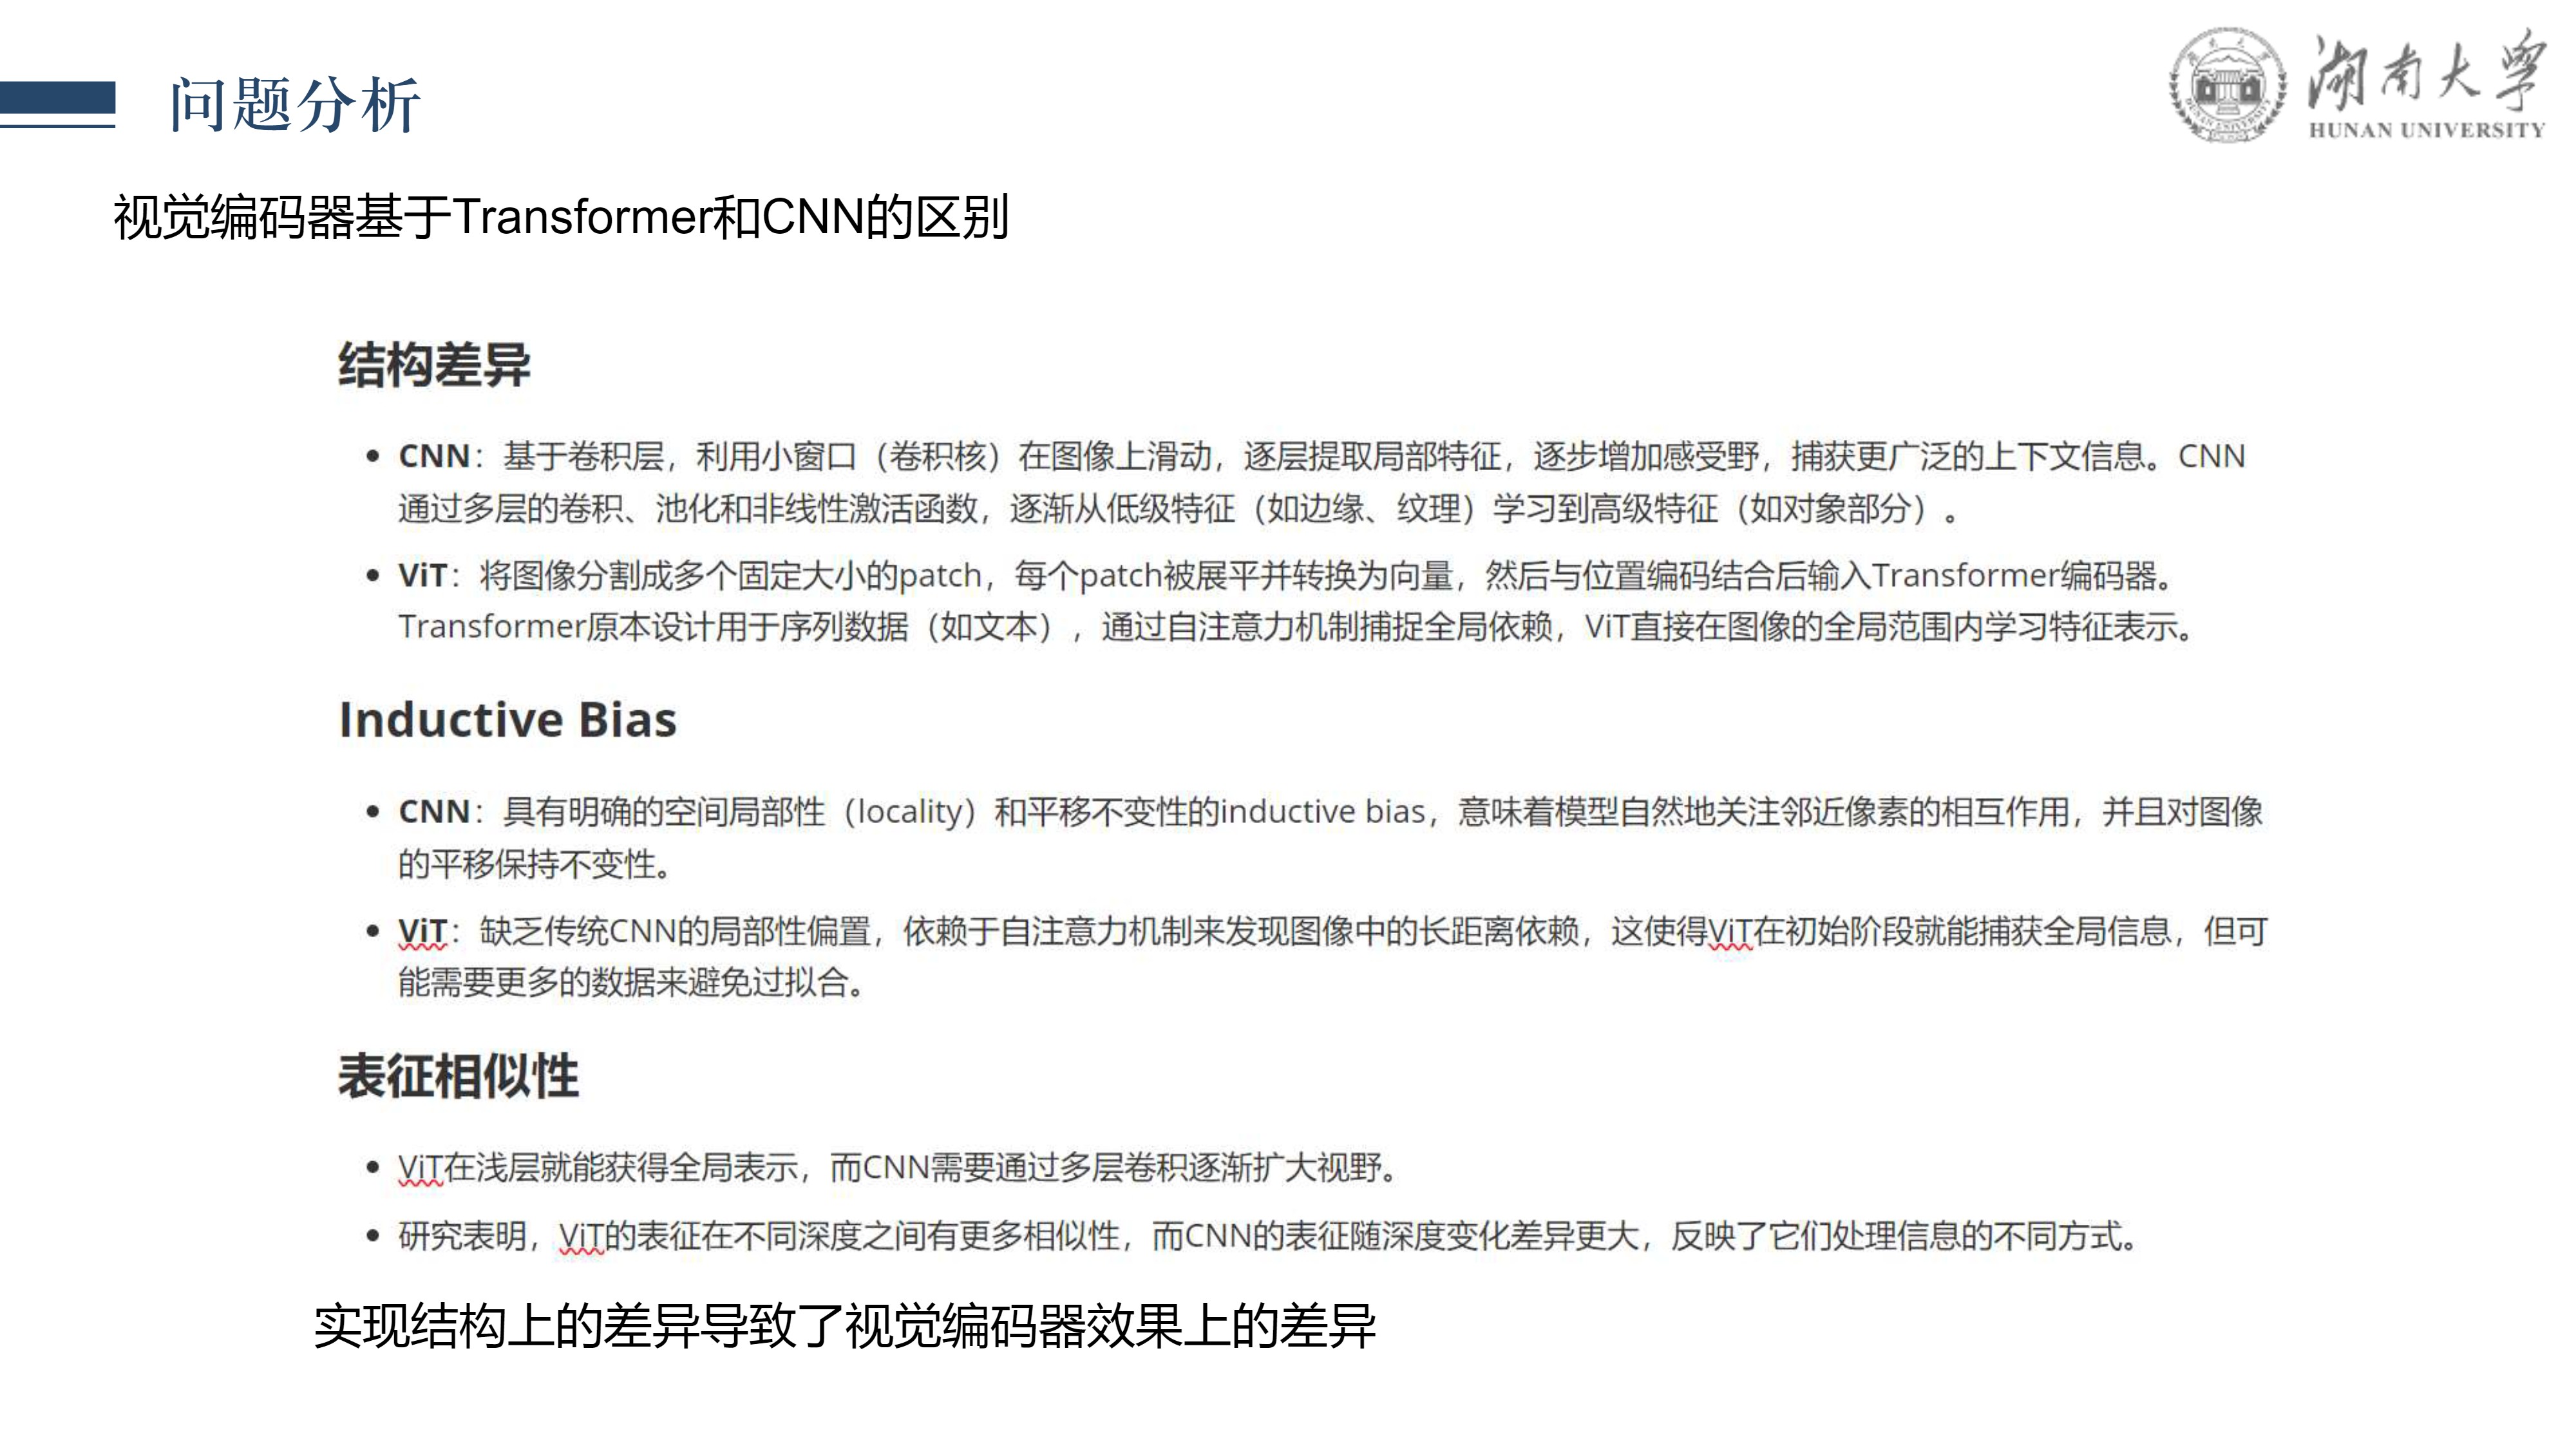 问题分析
湖南大学
HUNAN UNIVERSITY
视觉编码器基于Transformer和CNN的区别
结构差异
• CNN：基于卷积层，利用小窗口（卷积核）在图像上滑动，逐层提取局部特征，逐步增加感受野，捕获更广泛的上下文信息。CNN
通过多层的卷积、池化和非线性激活函数，逐渐从低级特征（如边缘、纹理）学习到高级特征（如对象部分）。
• ViT：将图像分割成多个固定大小的patch，每个patch被展平并转换为向量，然后与位置编码结合后输入Transformer编码器。
Transformer原本设计用于序列数据（如文本），通过自注意力机制捕捉全局依赖，ViT直接在图像的全局范围内学习特征表示。
Inductive Bias
• CNN：具有明确的空间局部性（locality）和平移不变性的inductive bias，意味着模型自然地关注邻近像素的相互作用，并且对图像
的平移保持不变性。
• ViT：缺乏传统CNN的局部性偏置，依赖于自注意力机制来发现图像中的长距离依赖，这使得ViT在初始阶段就能捕获全局信息，但可
能需要更多的数据来避免过拟合。
表征相似性
• ViT在浅层就能获得全局表示，而CNN需要通过多层卷积逐渐扩大视野。
• 研究表明，ViT的表征在不同深度之间有更多相似性，而CNN的表征随深度变化差异更大，反映了它们处理信息的不同方式。
实现结构上的差异导致了视觉编码器效果上的差异